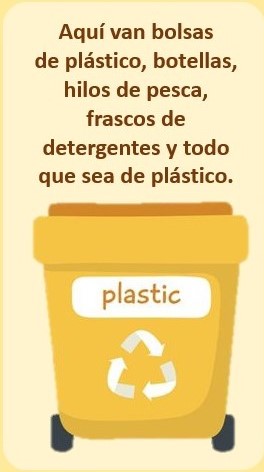 Aquí van bolsas
de plástico, botellas,
hilos de pesca,
frascos de
detergentes y todo
que sea de plástico.
plastic